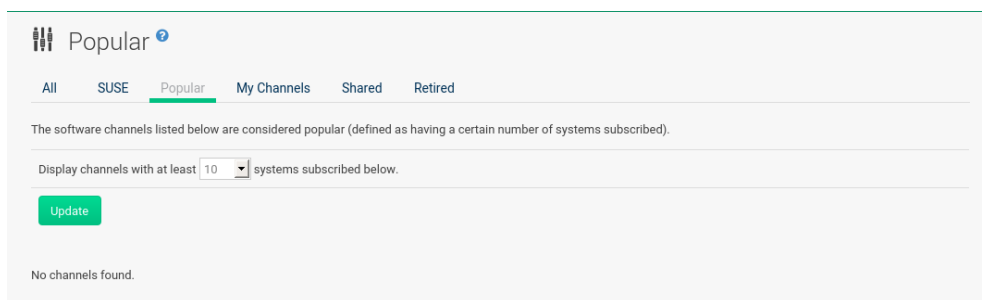 Popular ?
All SUSE Popular My Channels Shared Retired
The software channels listed below are considered popular (defined as having a certain number of systems subscribed).
Display channels with at least 10 systems subscribed below.
Update
No channels found.